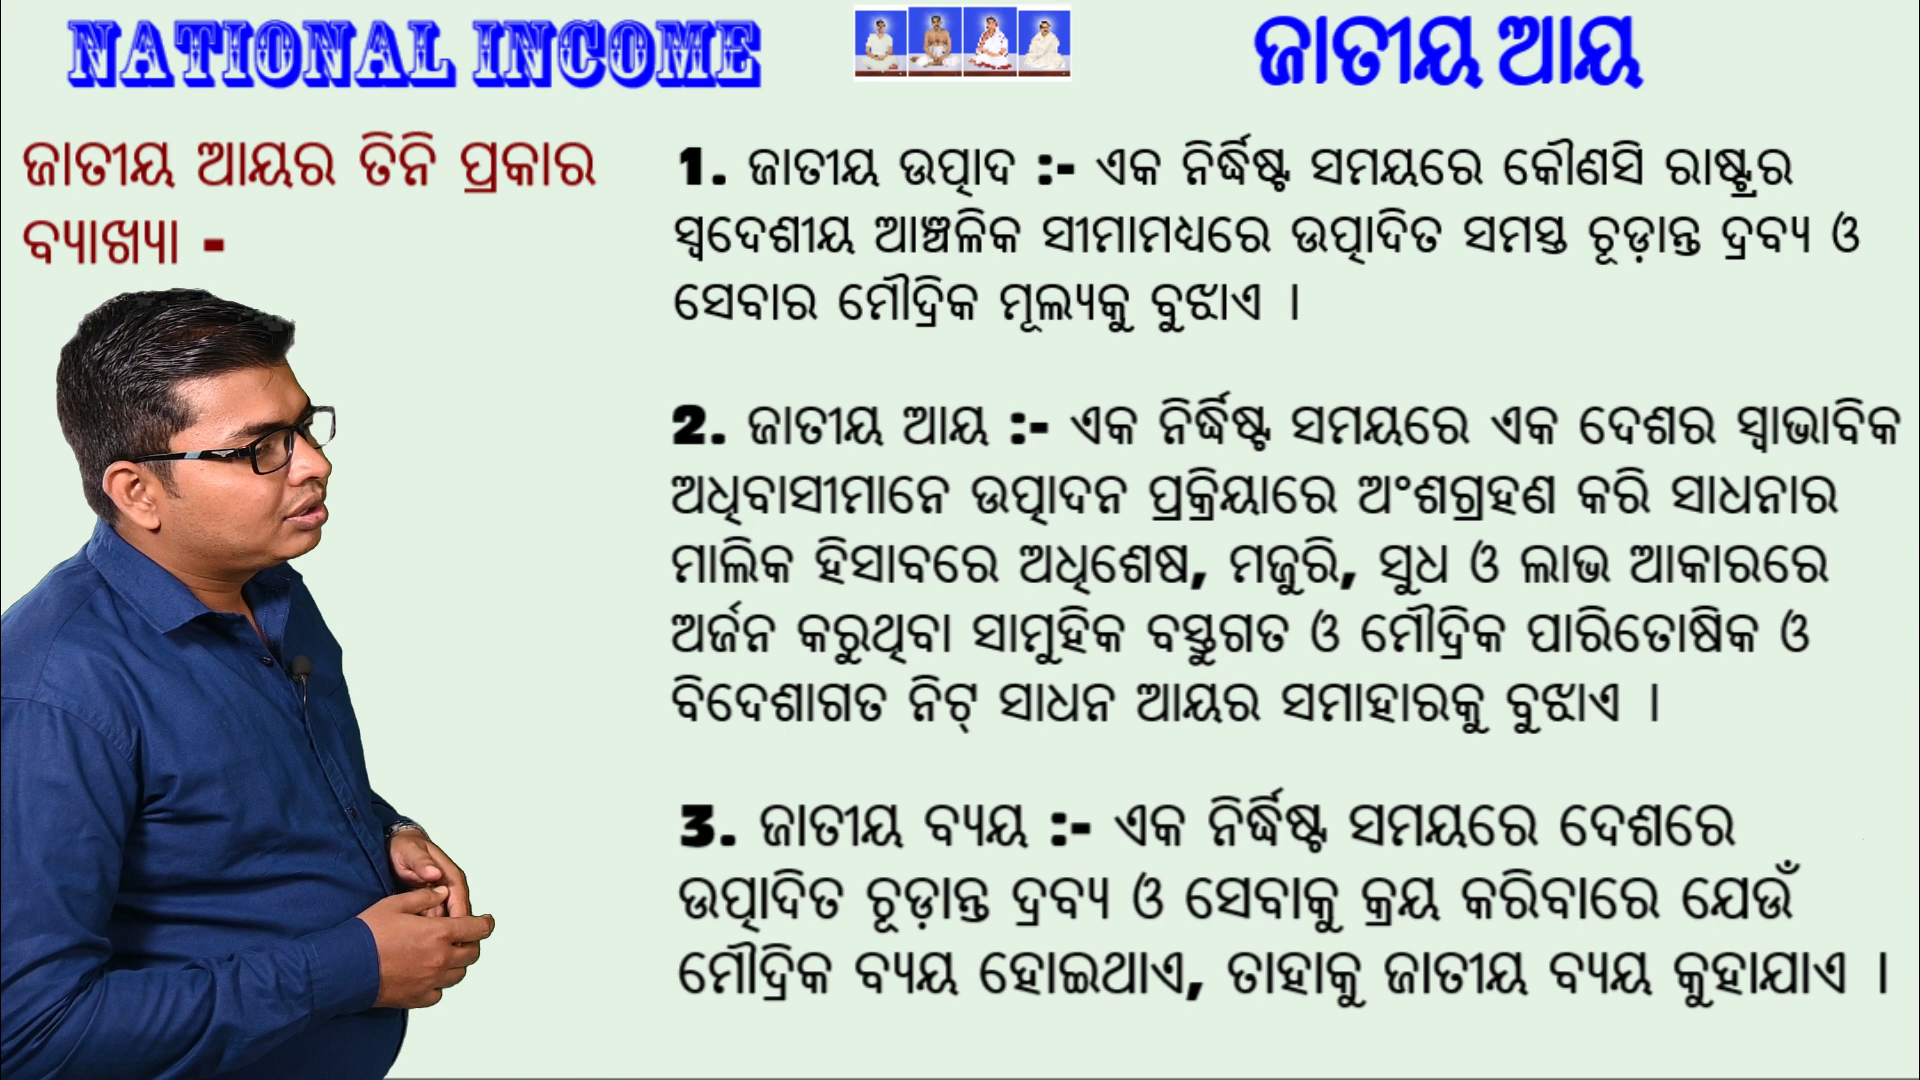 NATIONAL INCOME
ଜାତୀୟ ଆୟ
ଜାତୀୟ ଆୟର ତିନି ପ୍ରକାର
ବ୍ୟାଖ୍ୟା -
1. ଜାତୀୟ ଉତ୍ପାଦ :- ଏକ ନିର୍ଦ୍ଧିଷ୍ଟ ସମୟରେ କୌଣସି ରାଷ୍ଟ୍ରର
ସ୍ୱଦେଶୀୟ ଆଞ୍ଚଳିକ ସୀମାମଧ୍ୟରେ ଉତ୍ପାଦିତ ସମସ୍ତ ଚୂଡ଼ାନ୍ତ ଦ୍ରବ୍ୟ ଓ
ସେବାର ମୌଦ୍ରିକ ମୂଲ୍ୟକୁ ବୁଝାଏ ।
2. ଜାତୀୟ ଆୟ :- ଏକ ନିର୍ଦ୍ଧିଷ୍ଟ ସମୟରେ ଏକ ଦେଶର ସ୍ୱାଭାବିକ
ଅଧିବାସୀମାନେ ଉତ୍ପାଦନ ପ୍ରକ୍ରିୟାରେ ଅଂଶଗ୍ରହଣ କରି ସାଧନାର
ମାଲିକ ହିସାବରେ ଅଧିଶେଷ, ମଜୁରି, ସୁଧ ଓ ଲାଭ ଆକାରରେ
ଅର୍ଜନ କରୁଥିବା ସାମୁହିକ ବସ୍ତୁଗତ ଓ ମୌଦ୍ରିକ ପାରିତୋଷିକ ଓ
ବିଦେଶାଗତ ନିଟ୍ ସାଧନ ଆୟର ସମାହାରକୁ ବୁଝାଏ ।
3. ଜାତୀୟ ବ୍ୟୟ :- ଏକ ନିର୍ଦ୍ଧିଷ୍ଟ ସମୟରେ ଦେଶରେ
ଉତ୍ପାଦିତ ଚୂଡ଼ାନ୍ତ ଦ୍ରବ୍ୟ ଓ ସେବାକୁ କ୍ରୟ କରିବାରେ ଯେଉଁ
ମୌଦ୍ରିକ ବ୍ୟୟ ହୋଇଥାଏ, ତାହାକୁ ଜାତୀୟ ବ୍ୟୟ କୁହାଯାଏ ।